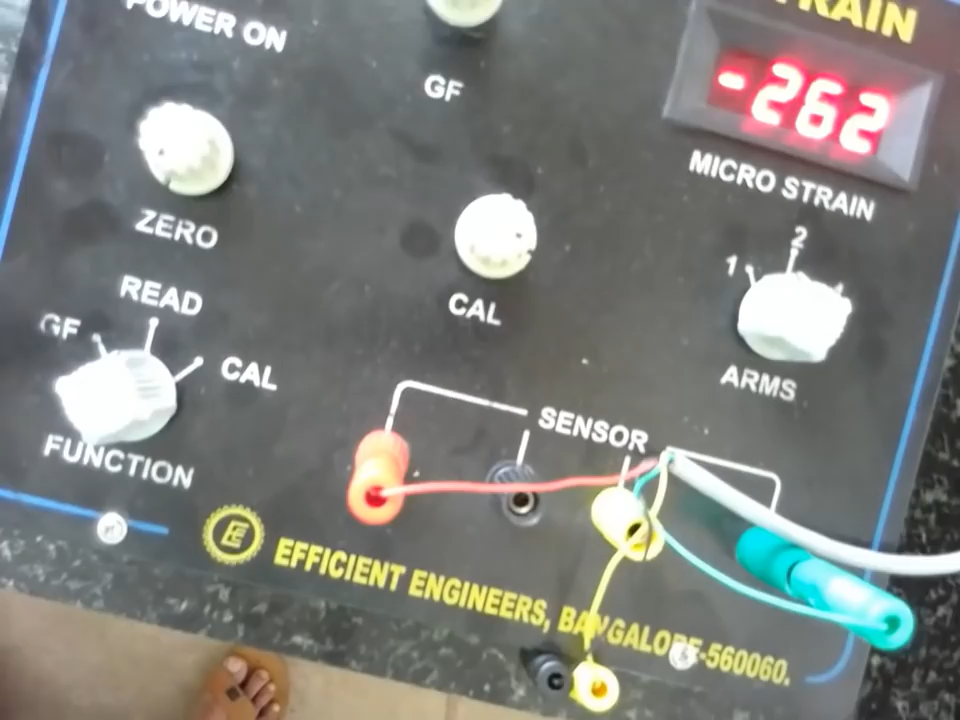 POWER ON
TRAIN
GF
-262
MICRO STRAIN
ZERO
CAL
1
2
ARMS
READ
GF
CAL
FUNCTION
SENSOR
E
EFFICIENT ENGINEERS, BANGALORE-560060.